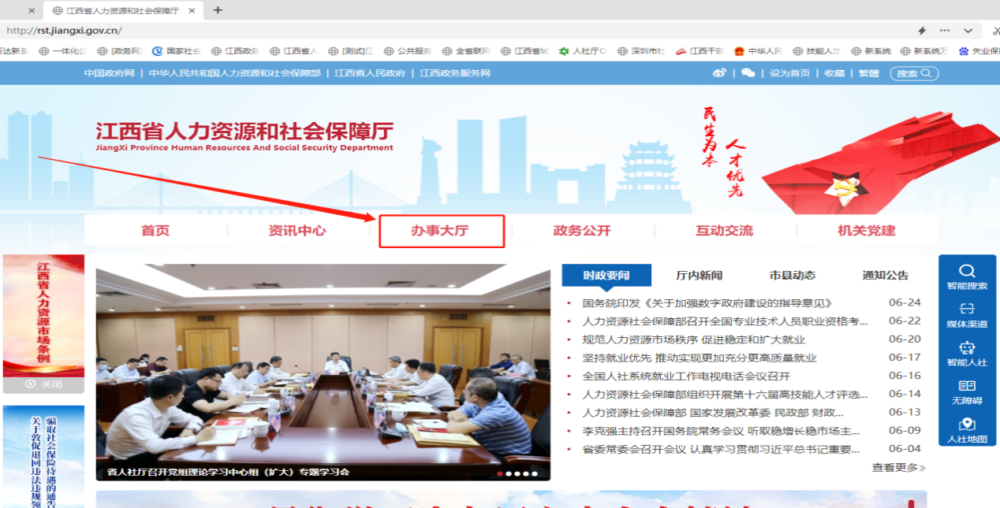 江西省人力资源和社会保障厅
http://rst.jiangxi.gov.cn/
一体化公
[政务网
国家社会
江西政务
江西省人
[测试]江
公共服务
全省联网
江西省城
人社厅O
深圳市社
江西干部
中华人民
技能人才
新系统
新系统万
失业保
中国政府网 | 中华人民共和国人力资源和社会保障部 | 江西省人民政府 | 江西政务服务网
设为首页 | 收藏 | 繁體
搜索
江西省人力资源和社会保障厅
JiangXi Province Human Resources And Social Security Department
民生为本
人才优先
首页
资讯中心
办事大厅
政务公开
互动交流
机关党建
江西省人力资源市场条例
关闭
骗取社会保险待遇的通告
关于敦促退回违法违规领
省人社厅召开党组理论学习中心组（扩大）专题学习会
时政要闻
厅内新闻
市县动态
通知公告
国务院印发《关于加强数字政府建设的指导意见》 06-24
人力资源社会保障部召开全国专业技术人员职业资格考... 06-22
规范人力资源市场秩序 促进稳定和扩大就业 06-20
坚持就业优先 推动实现更加充分更高质量就业 06-17
全国人社系统就业工作电视电话会议召开 06-16
人力资源社会保障部组织开展第十六届高技能人才评选... 06-14
人力资源社会保障部 国家发展改革委 民政部 财政... 06-13
李克强主持召开国务院常务会议 听取稳增长稳市场主... 06-09
省委常委会召开会议 认真学习贯彻习近平总书记重要... 06-04
查看更多»
智能搜索
媒体渠道
智能人社
无障碍
人社地图